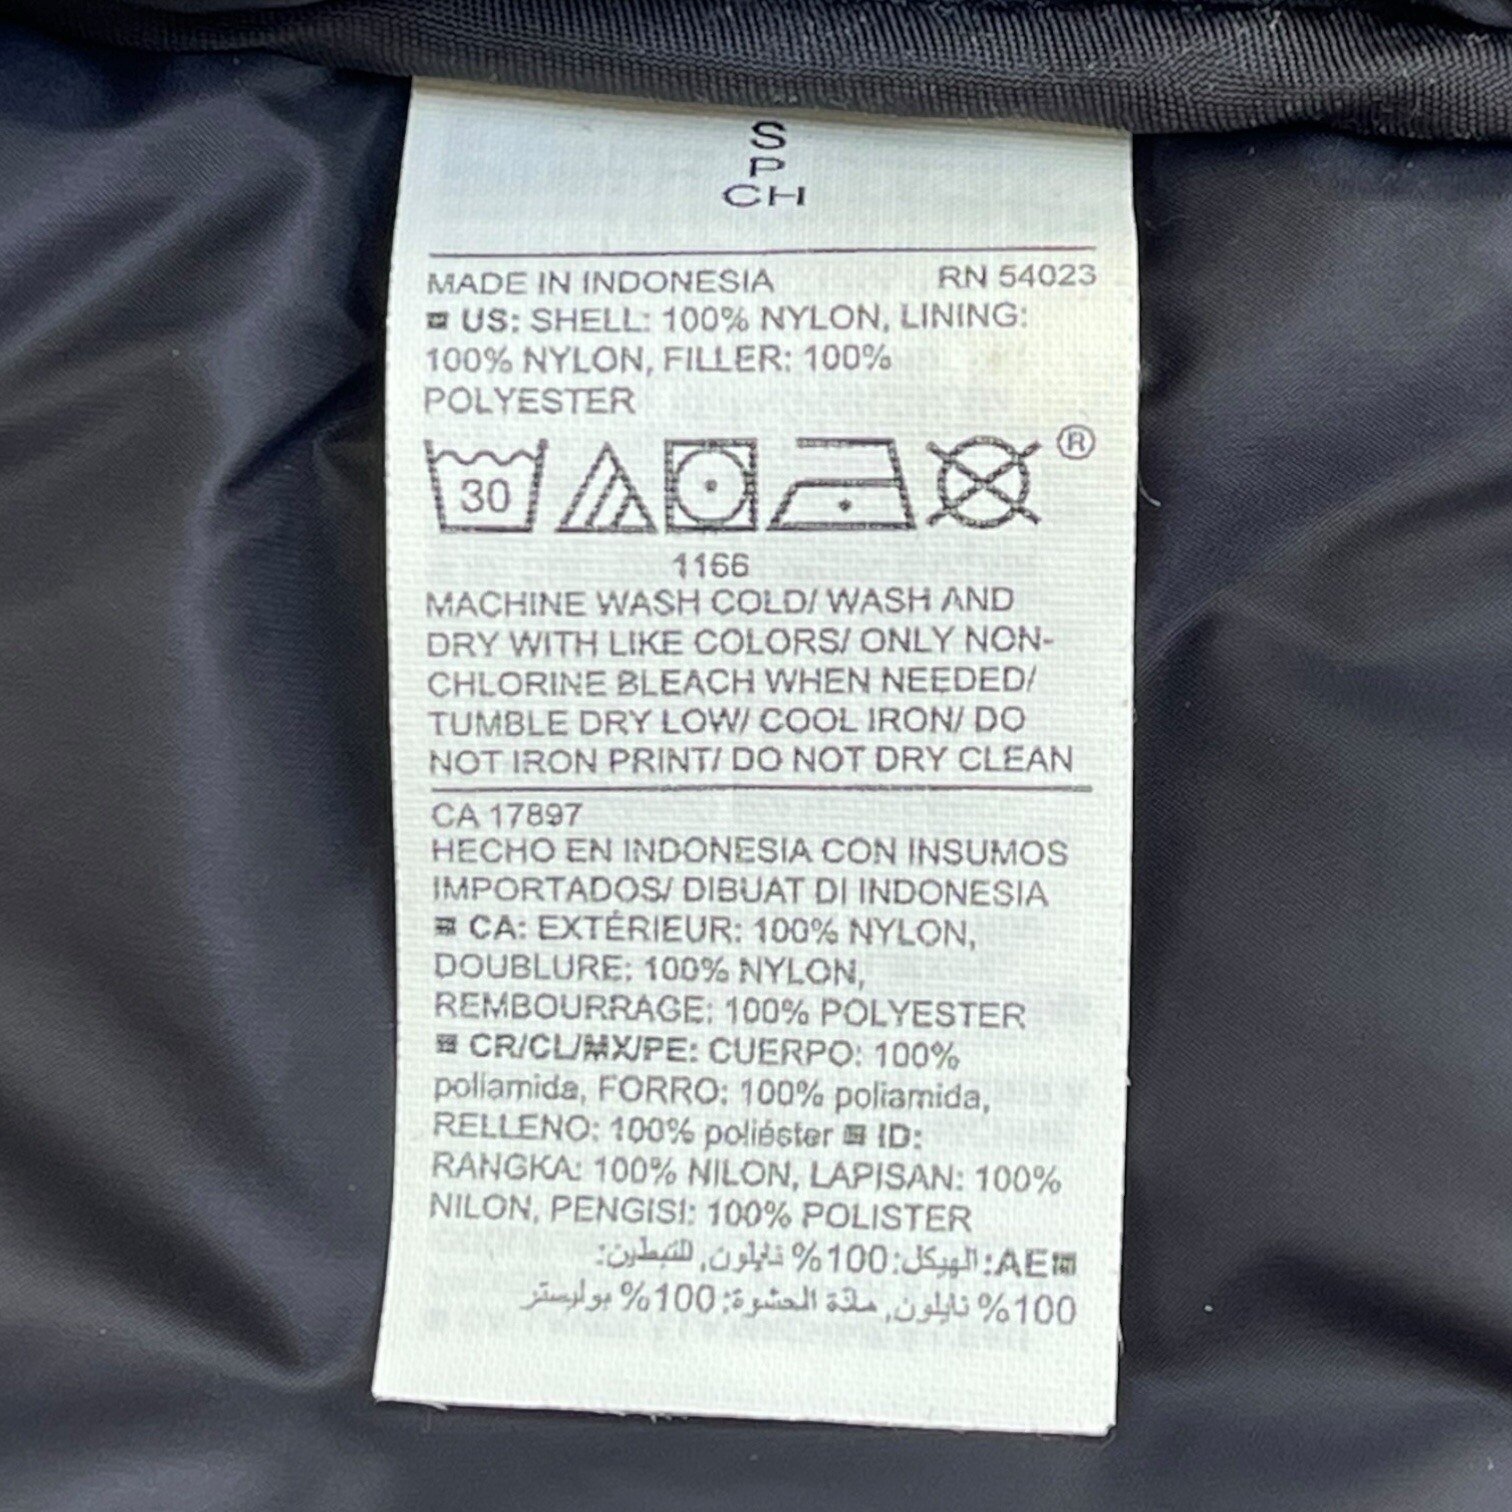 S
P
CH
MADE IN INDONESIA RN 54023
US: SHELL: 100% NYLON, LINING:
100% NYLON, FILLER: 100%
POLYESTER
30 ®
1166
MACHINE WASH COLD/ WASH AND
DRY WITH LIKE COLORS/ ONLY NON-
CHLORINE BLEACH WHEN NEEDED/
TUMBLE DRY LOW/ COOL IRON/ DO
NOT IRON PRINT/ DO NOT DRY CLEAN
CA 17897
HECHO EN INDONESIA CON INSUMOS
IMPORTADOS/ DIBUAT DI INDONESIA
CA: EXTÉRIEUR: 100% NYLON,
DOUBLURE: 100% NYLON,
REMBOURRAGE: 100% POLYESTER
CR/CL/MX/PE: CUERPO: 100%
poliamida, FORRO: 100% poliamida,
RELLENO: 100% poliéster ID:
RANGKA: 100% NILON, LAPISAN: 100%
NILON, PENGISI: 100% POLISTER
AE: الهيكل: 100% نايلون, للتبطين:
100% نايلون, مادّة الحشوة: 100% بوليستر